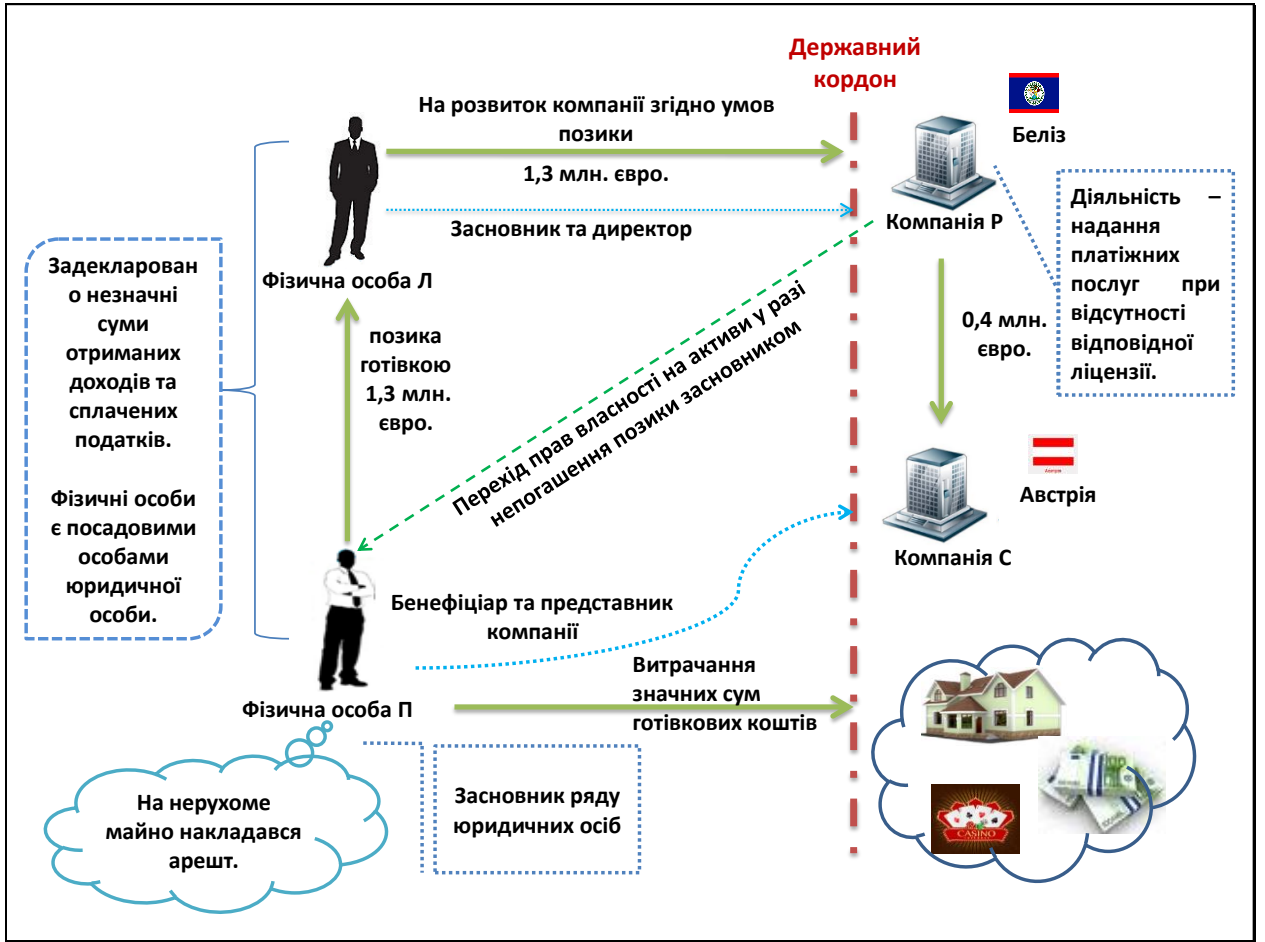 Державний
кордон
На розвиток компанії згідно умов
позики
1,3 млн. євро.
Засновник та директор
Фізична особа Л
Беліз
Компанія Р
Діяльність –
надання
платіжних
послуг при
відсутності
відповідної
ліцензії.
Задекларован
о незначні
суми
отриманих
доходів та
сплачених
податків.
Фізичні особи
є посадовими
особами
юридичної
особи.
позика
готівкою
1,3 млн.
євро.
Перехід прав власності на активи у разі
непогашення позики засновником
0,4 млн.
євро.
Австрія
Австрія
Компанія С
Бенефіціар та представник
компанії
Фізична особа П
Витрачання
значних сум
готівкових коштів
На нерухоме
майно накладався
арешт.
Засновник ряду
юридичних осіб
CASINO